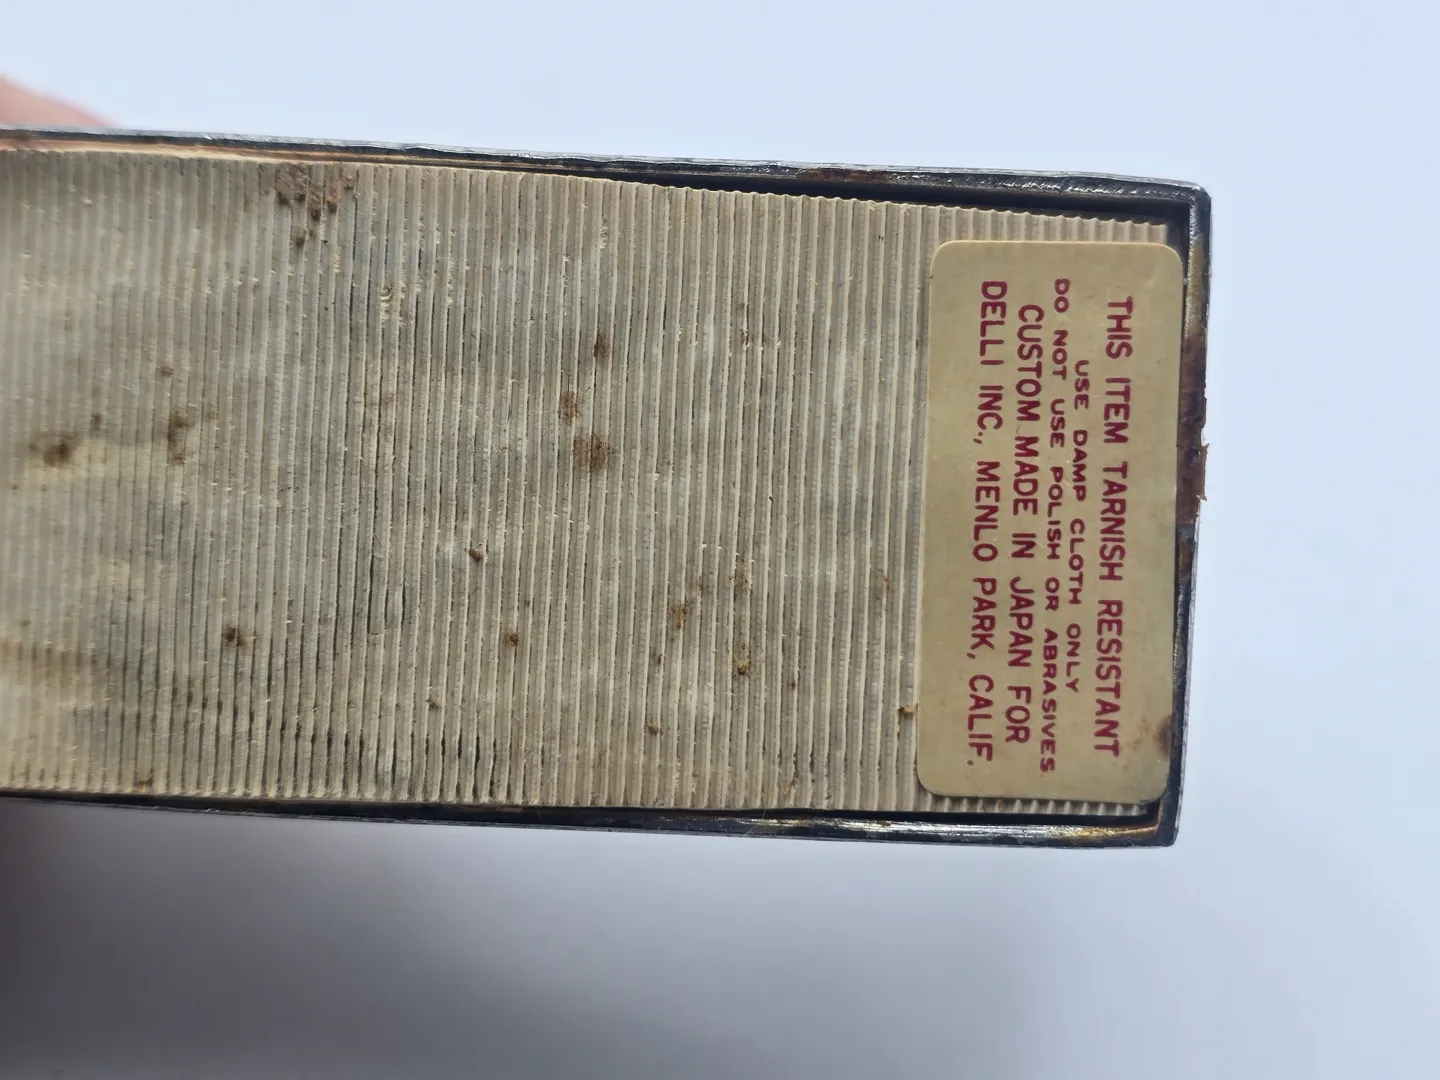 THIS ITEM TARNISH RESISTANT
USE DAMP CLOTH ONLY
DO NOT USE POLISH OR ABRASIVES
CUSTOM MADE IN JAPAN FOR
DELLI INC., MENLO PARK, CALIF.